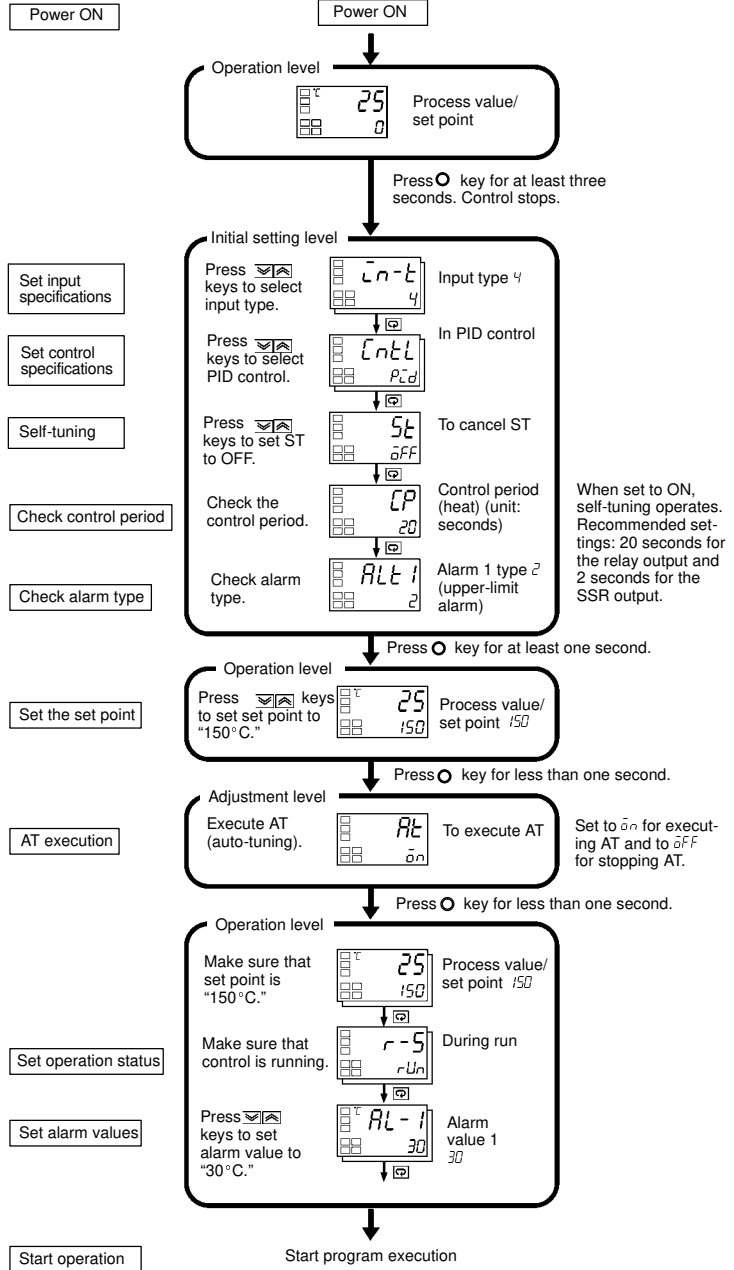 Power ON
Power ON
Operation level
℃
25
0
Process value/
set point
Press key for at least three
seconds. Control stops.
Initial setting level
Set input
specifications
Press
keys to select
input type.
in-t
4
Input type 4
Set control
specifications
Press
keys to select
PID control.
CntL
Pid
In PID control
Self-tuning
Press
keys to set ST
to OFF.
St
oFF
To cancel ST
Check control period
Check the
control period.
CP
20
Control period
(heat) (unit:
seconds)
When set to ON,
self-tuning operates.
Recommended set-
tings: 20 seconds for
the relay output and
2 seconds for the
SSR output.
Check alarm type
Check alarm
type.
ALt1
2
Alarm 1 type 2
(upper-limit
alarm)
Press key for at least one second.
Operation level
Set the set point
Press keys
to set set point to
“150°C.”
℃
25
150
Process value/
set point 150
Press key for less than one second.
Adjustment level
AT execution
Execute AT
(auto-tuning).
At
on
To execute AT
Set to on for execut-
ing AT and to oFF
for stopping AT.
Press key for less than one second.
Operation level
Make sure that
set point is
“150°C.”
℃
25
150
Process value/
set point 150
Set operation status
Make sure that
control is running.
r-S
rUn
During run
Set alarm values
Press
keys to set
alarm value to
“30°C.”
℃
AL-1
30
Alarm
value 1
30
Start operation
Start program execution